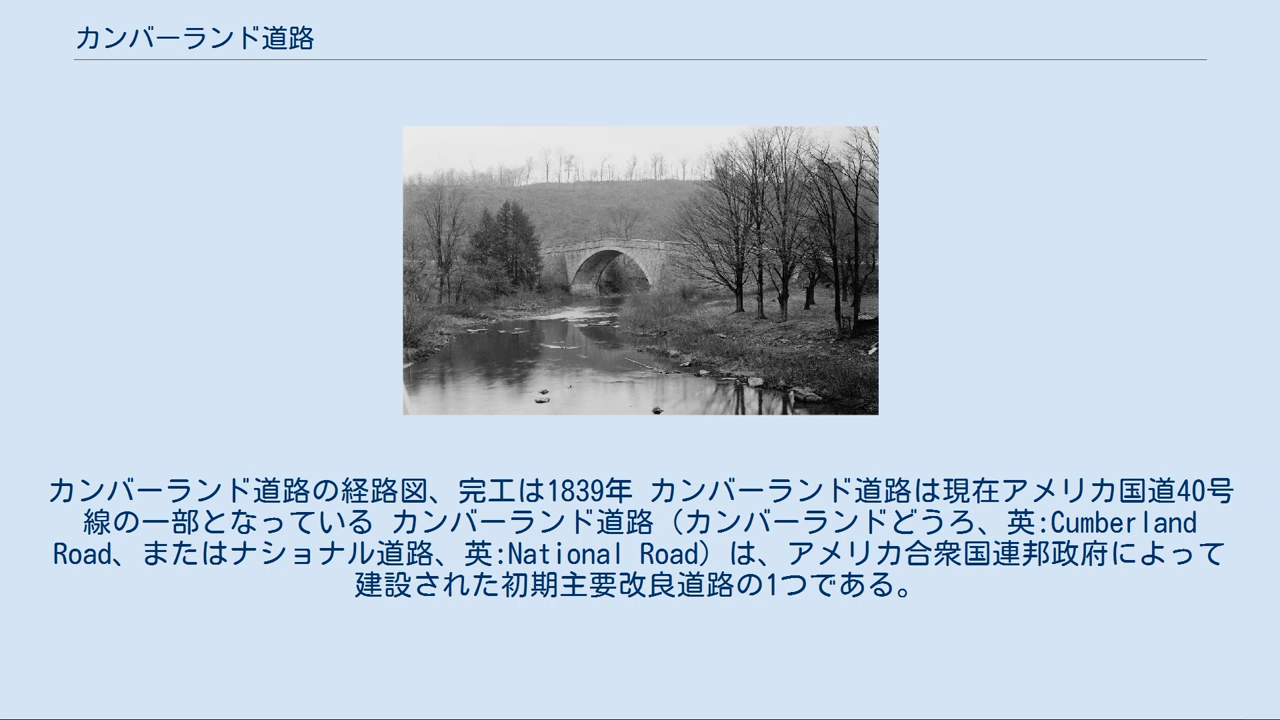 カンバーランド道路
カンバーランド道路の経路図、完工は1839年 カンバーランド道路は現在アメリカ国道40号
線の一部となっている カンバーランド道路（カンバーランドどうろ、英:Cumberland
Road、またはナショナル道路、英:National Road）は、アメリカ合衆国連邦政府によって
建設された初期主要改良道路の1つである。